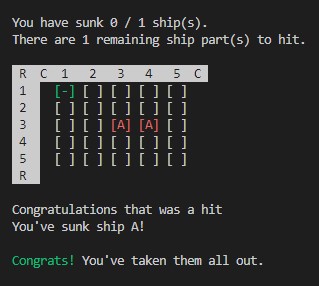 You have sunk 0 / 1 ship(s).
There are 1 remaining ship part(s) to hit.
R C 1 2 3 4 5 C
1 [-] [ ] [ ] [ ] [ ]
2 [ ] [ ] [ ] [ ] [ ]
3 [ ] [ ] [A] [A] [ ]
4 [ ] [ ] [ ] [ ] [ ]
5 [ ] [ ] [ ] [ ] [ ]
R
Congratulations that was a hit
You've sunk ship A!
Congrats! You've taken them all out.